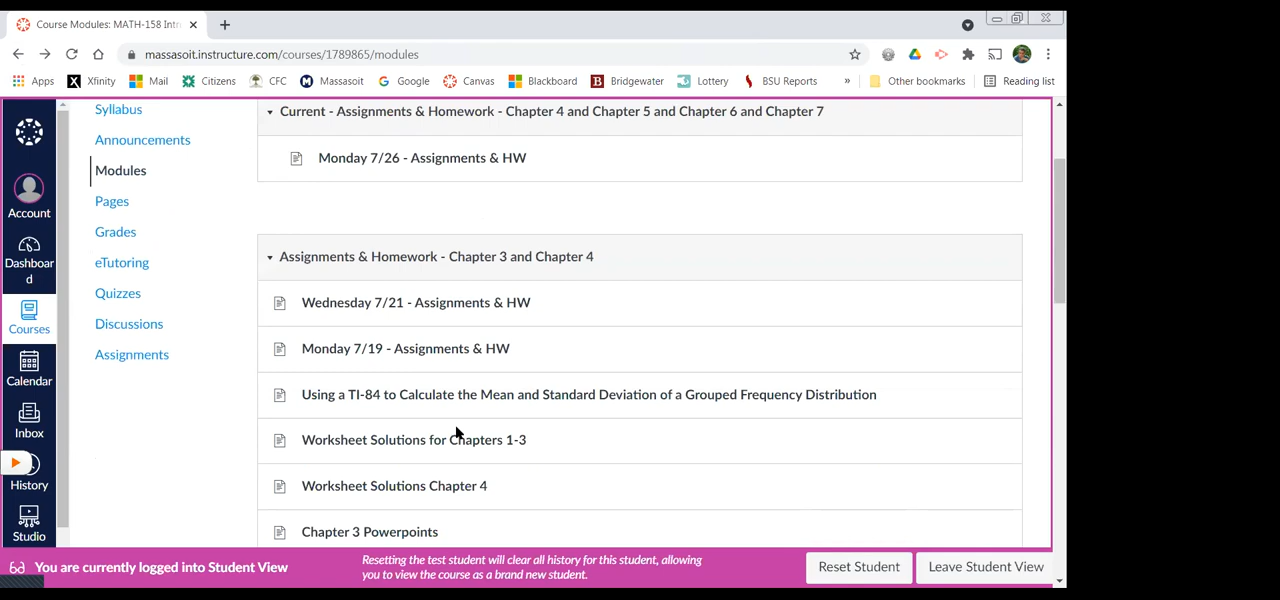 Course Modules: MATH-158 Intr
massasoit.instructure.com/courses/1789865/modules
Apps Xfinity Mail Citizens CFC Massasoit Google Canvas Blackboard Bridgewater Lottery BSU Reports » Other bookmarks Reading list
Account
Dashboar
d
Courses
Calendar
Inbox
History
Studio
Syllabus
Announcements
Modules
Pages
Grades
eTutoring
Quizzes
Discussions
Assignments
Current - Assignments & Homework - Chapter 4 and Chapter 5 and Chapter 6 and Chapter 7
Monday 7/26 - Assignments & HW
Assignments & Homework - Chapter 3 and Chapter 4
Wednesday 7/21 - Assignments & HW
Monday 7/19 - Assignments & HW
Using a TI-84 to Calculate the Mean and Standard Deviation of a Grouped Frequency Distribution
Worksheet Solutions for Chapters 1-3
Worksheet Solutions Chapter 4
Chapter 3 Powerpoints
You are currently logged into Student View
Resetting the test student will clear all history for this student, allowing
you to view the course as a brand new student.
Reset Student
Leave Student View